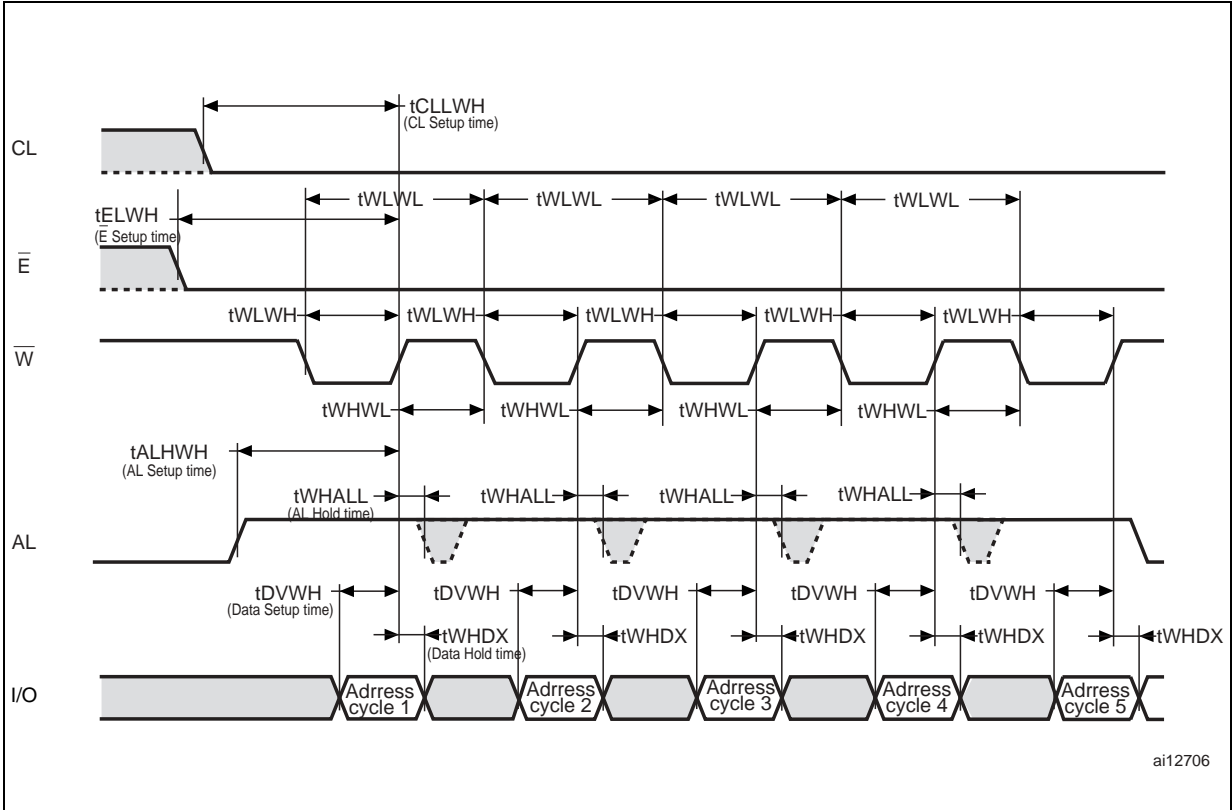 tCLLWH
(CL Setup time)
CL
tWLWL tWLWL tWLWL tWLWL
tELWH
(E Setup time)
E
tWLWH tWLWH tWLWH tWLWH tWLWH
W
tWHWL tWHWL tWHWL tWHWL
tALHWH
(AL Setup time)
tWHALL tWHALL tWHALL tWHALL
(AL Hold time)
AL
tDVWH tDVWH tDVWH tDVWH tDVWH
(Data Setup time)
tWHDX tWHDX tWHDX tWHDX tWHDX
(Data Hold time)
I/O
Adrress Adrress Adrress Adrress Adrress
cycle 1 cycle 2 cycle 3 cycle 4 cycle 5
ai12706